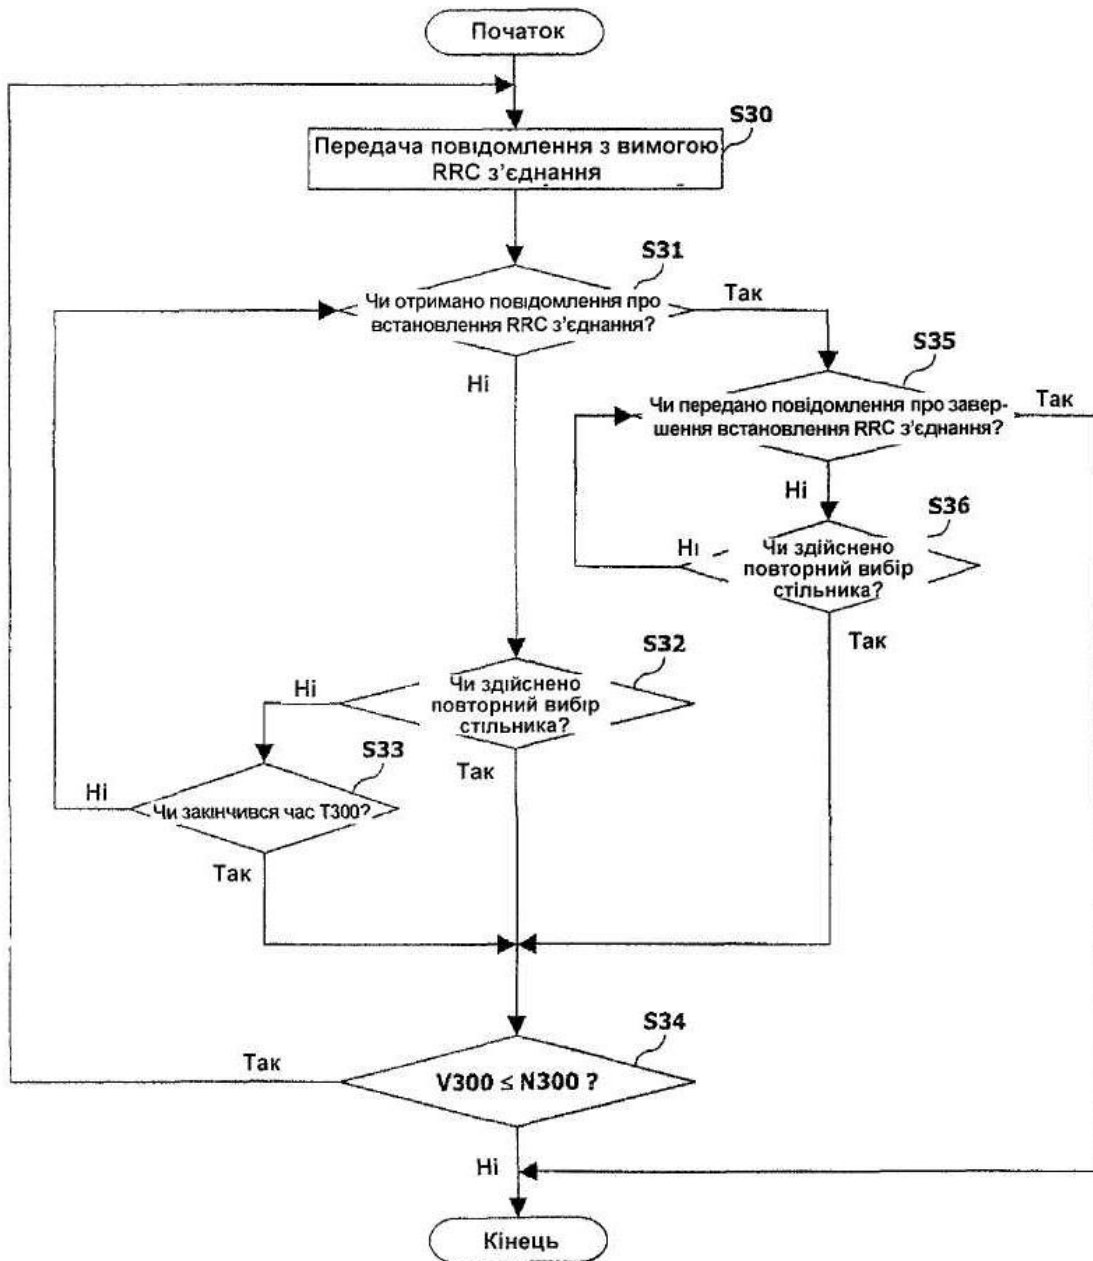 Початок
S30
Передача повідомлення з вимогою
RRC з’єднання
S31
Чи отримано повідомлення про
встановлення RRC з’єднання?
Так
Ні
S35
Чи передано повідомлення про завер-
шення встановлення RRC з’єднання?
Так
Ні
S36
Чи здійснено
повторний вибір
стільника?
Ні
Так
S32
Чи здійснено
повторний вибір
стільника?
Ні
Так
S33
Чи закінчився час T300?
Ні
Так
S34
V300 ≤ N300 ?
Так
Ні
Кінець